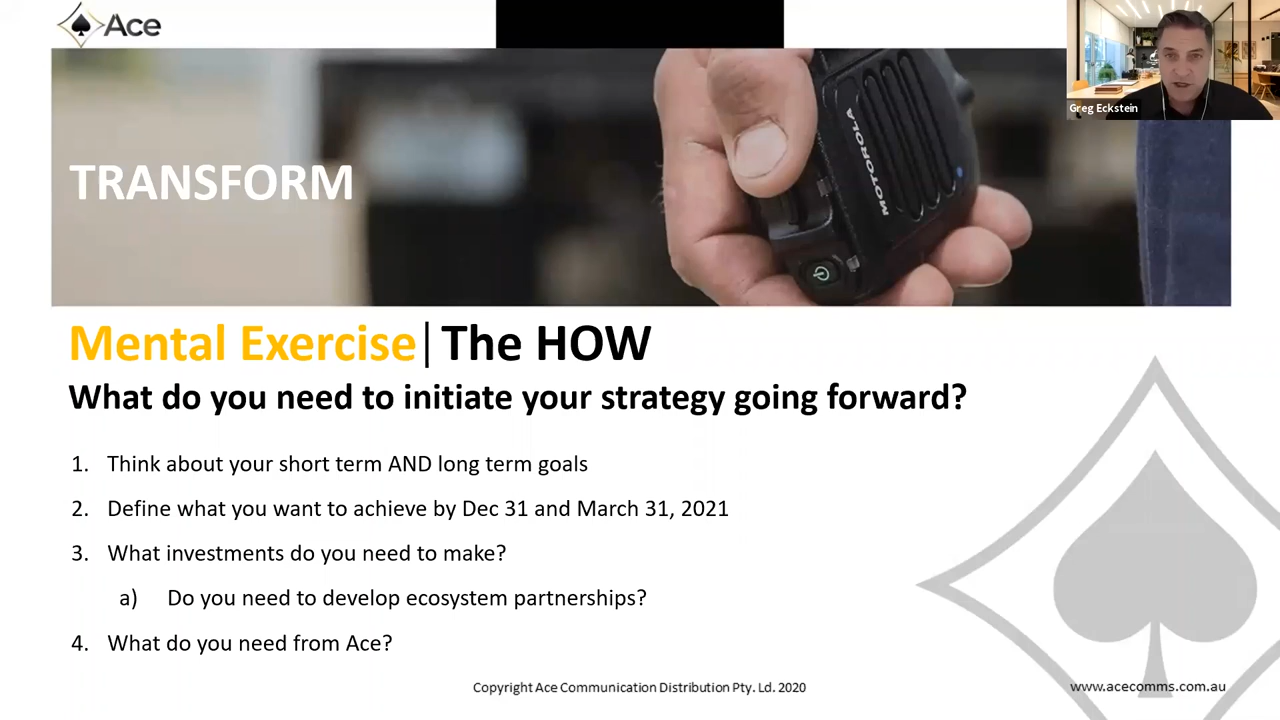 Ace
Greg Eckstein
MOTOROLA
TRANSFORM
Mental Exercise|The HOW
What do you need to initiate your strategy going forward?
1. Think about your short term AND long term goals
2. Define what you want to achieve by Dec 31 and March 31, 2021
3. What investments do you need to make?
a) Do you need to develop ecosystem partnerships?
4. What do you need from Ace?
Copyright Ace Communication Distribution Pty. Ld. 2020
www.acecomms.com.au